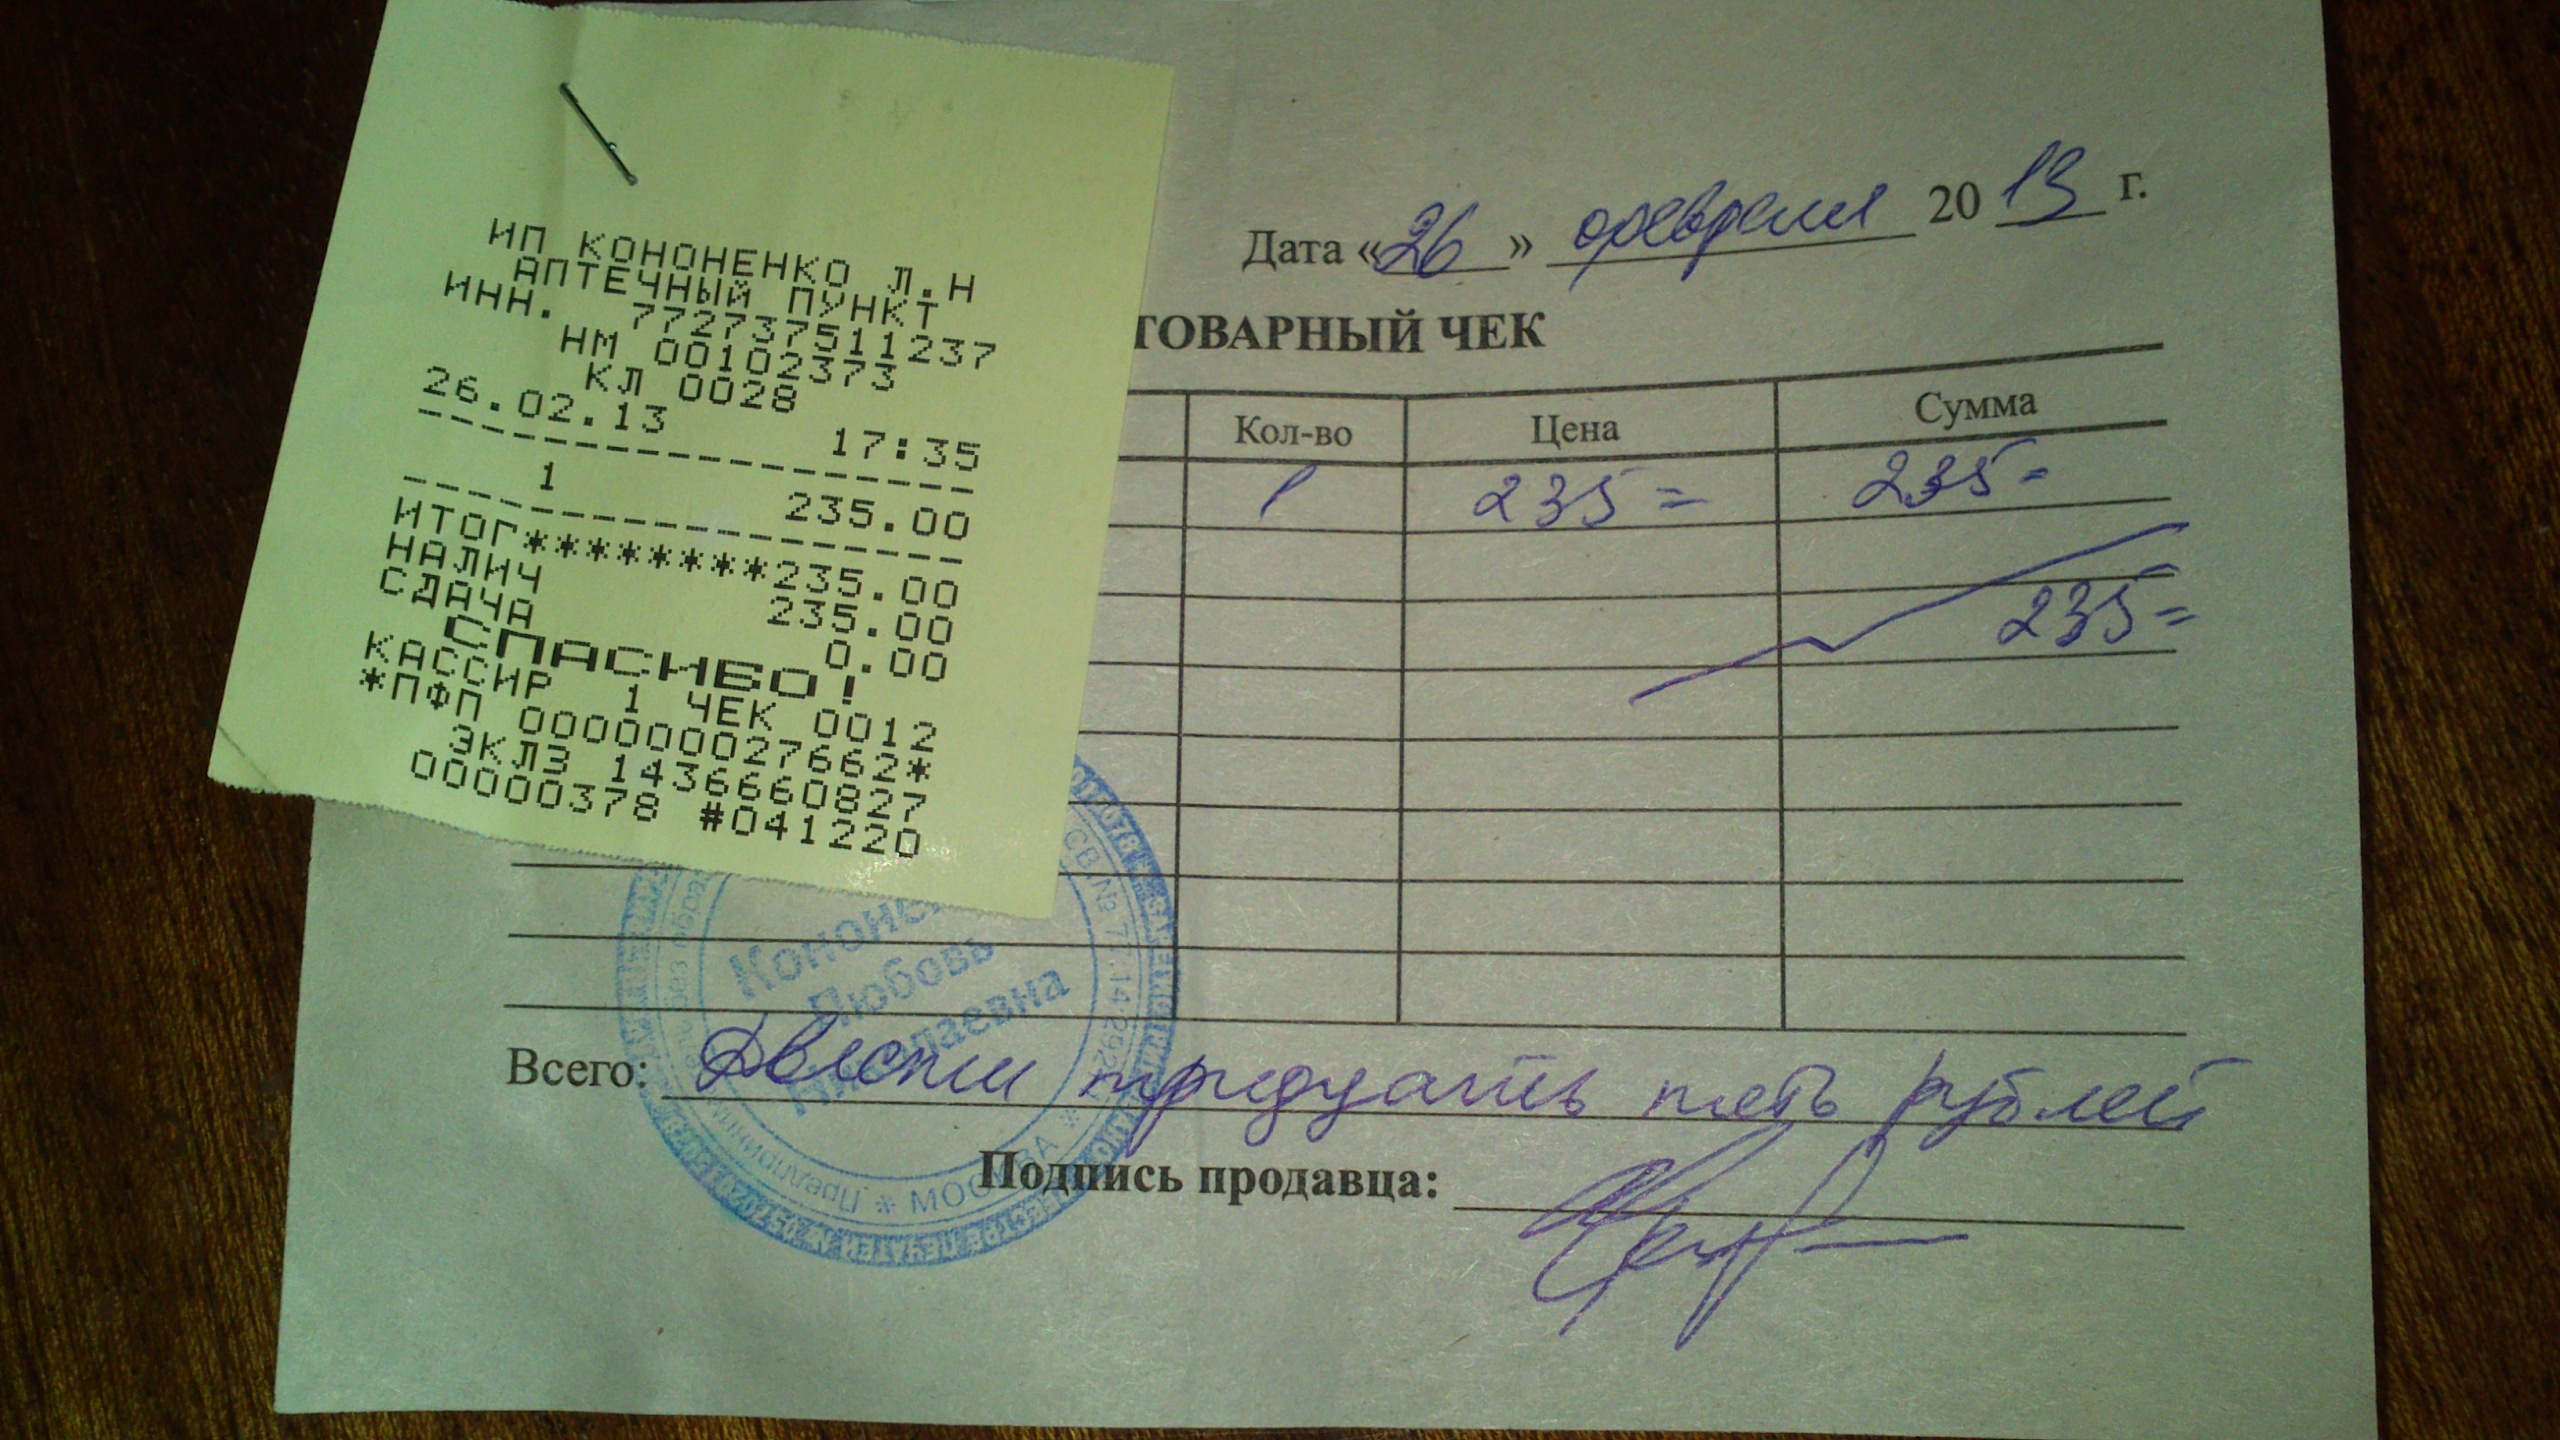 ИП КОНОНЕНКО Л.Н
АПТЕЧНЫЙ ПУНКТ
ИНН. 772737511237
НМ 00102373
КЛ 0028
26.02.13 17:35
1 235.00
ИТОГ********235.00
НАЛИЧ 235.00
СДАЧА 0.00
СПАСИБО!
КАССИР 1 ЧЕК 0012
*ПФП 000000027662*
ЭКЛЗ 1436660827
00000378 #041220
Дата «26» февраля 2013 г.
ТОВАРНЫЙ ЧЕК
Кол-во Цена Сумма
1 235= 235=
235=
Любовь
МОСКВА
Всего: Двести тридцать пять рублей
Подпись продавца: